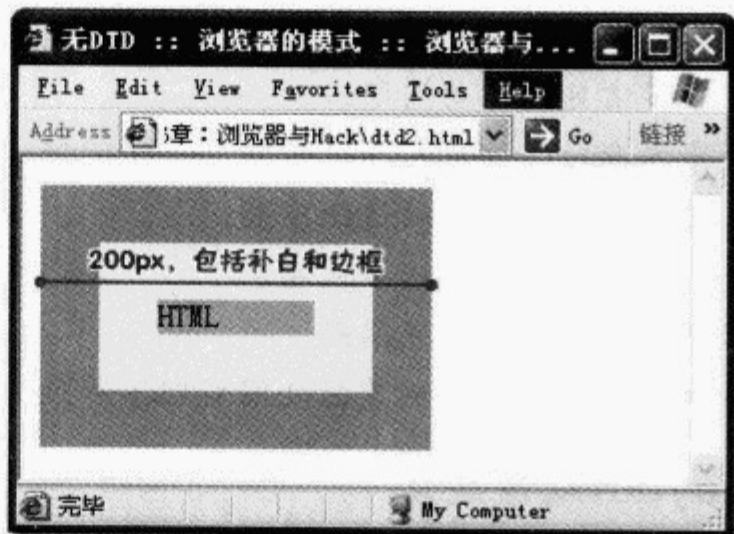 无DTD :: 浏览器的模式 :: 浏览器与...
File Edit View Favorites Tools Help
Address 章：浏览器与Hack\dtd2.html Go 链接 »
200px，包括补白和边框
HTML
完毕 My Computer